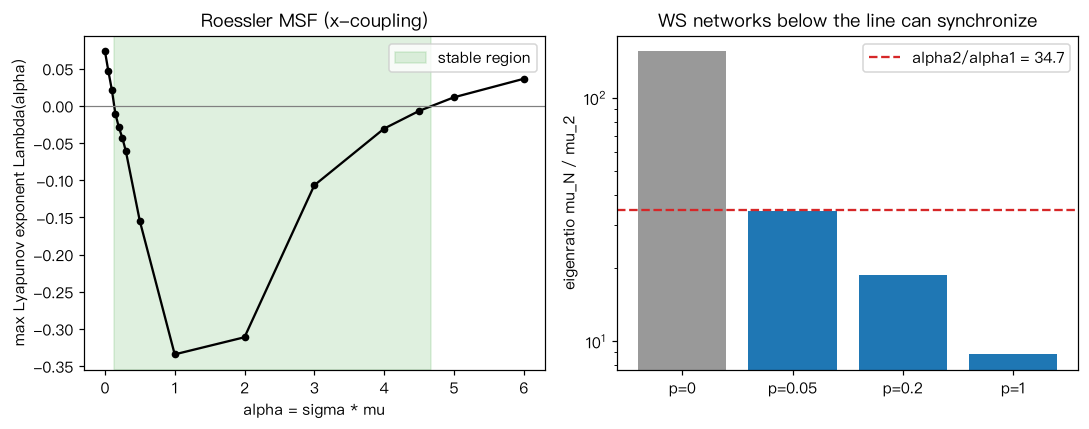 Roessler MSF (x-coupling)
max Lyapunov exponent Lambda(alpha)
0.05
0.00
−0.05
−0.10
−0.15
−0.20
−0.25
−0.30
−0.35
stable region
0 1 2 3 4 5 6
alpha = sigma * mu
WS networks below the line can synchronize
eigenratio mu_N / mu_2
10²
10¹
alpha2/alpha1 = 34.7
p=0 p=0.05 p=0.2 p=1